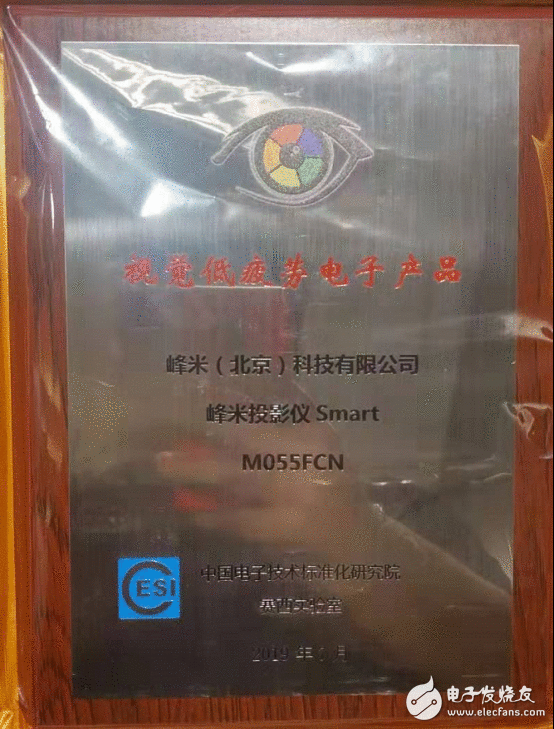 视觉低疲劳电子产品
峰米（北京）科技有限公司
峰米投影仪 Smart
M055FCN
CESI
中国电子技术标准化研究院
赛西实验室
2019 年 月
电子发烧友
www.elecfans.com